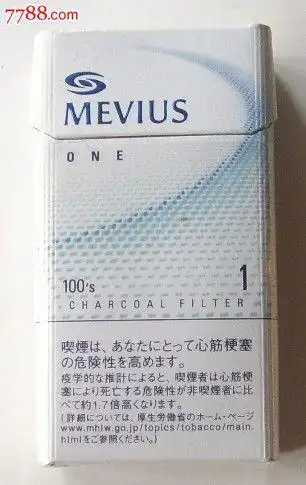 7788.com
MEVIUS
ONE
100's 1
CHARCOAL FILTER
喫煙は、あなたにとって心筋梗塞
の危険性を高めます。
疫学的な推計によると、喫煙者は心筋梗
塞により死亡する危険性が非喫煙者に比
べて約1.7倍高くなります。
(詳細については、厚生労働省のホーム・ページ
www.mhlw.go.jp/topics/tobacco/main.
htmlをご参照ください。)